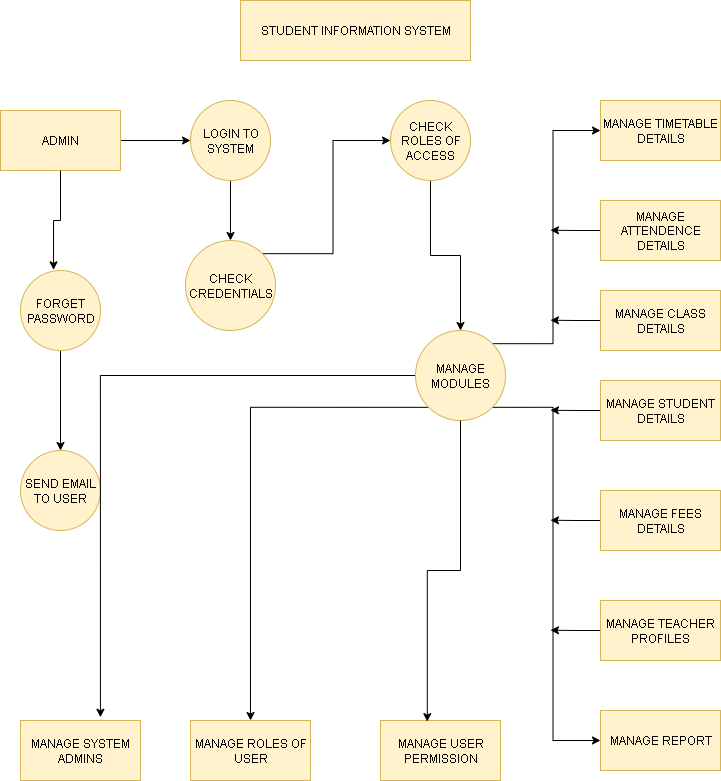 STUDENT INFORMATION SYSTEM
ADMIN
LOGIN TO
SYSTEM
CHECK
ROLES OF
ACCESS
MANAGE TIMETABLE
DETAILS
MANAGE
ATTENDENCE
DETAILS
CHECK
CREDENTIALS
FORGET
PASSWORD
MANAGE CLASS
DETAILS
MANAGE
MODULES
MANAGE STUDENT
DETAILS
SEND EMAIL
TO USER
MANAGE FEES
DETAILS
MANAGE TEACHER
PROFILES
MANAGE SYSTEM
ADMINS
MANAGE ROLES OF
USER
MANAGE USER
PERMISSION
MANAGE REPORT